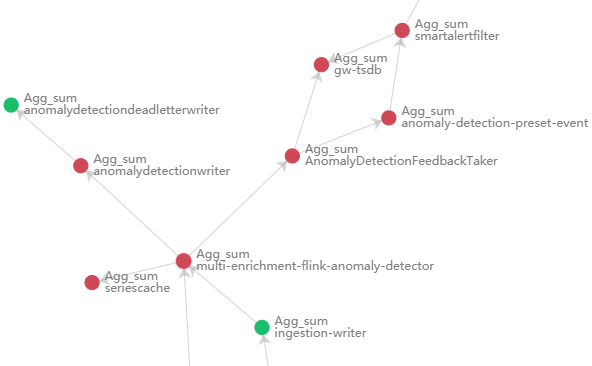 Agg_sum
smartalertfilter
Agg_sum
gw-tsdb
Agg_sum
anomalydetectiondeadletterwriter
Agg_sum
anomaly-detection-preset-event
Agg_sum
AnomalyDetectionFeedbackTaker
Agg_sum
anomalydetectionwriter
Agg_sum
multi-enrichment-flink-anomaly-detector
Agg_sum
seriescache
Agg_sum
ingestion-writer